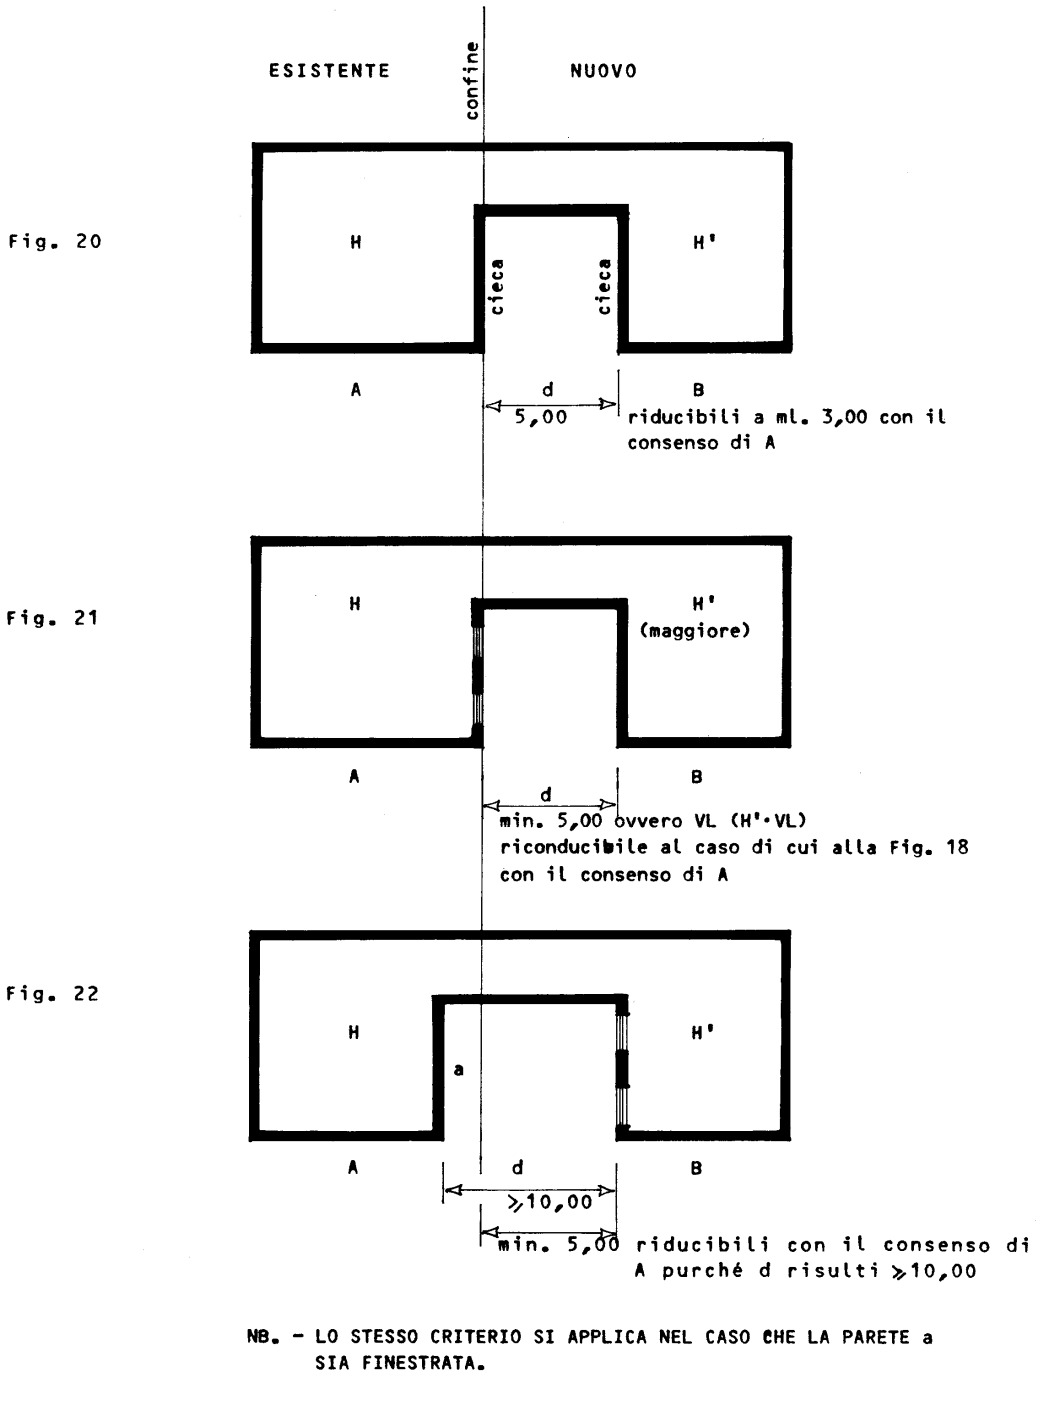 ESISTENTE
confine
NUOVO
Fig. 20
H
cieca
cieca
H'
A
d
B
5,00
riducibili a ml. 3,00 con il
consenso di A
Fig. 21
H
H'
(maggiore)
A
d
B
min. 5,00 ovvero VL (H'·VL)
riconducibile al caso di cui alla Fig. 18
con il consenso di A
Fig. 22
H
H'
a
A
d
B
⩾10,00
min. 5,00 riducibili con il consenso di
A purché d risulti ⩾10,00
NB. - LO STESSO CRITERIO SI APPLICA NEL CASO CHE LA PARETE a
SIA FINESTRATA.